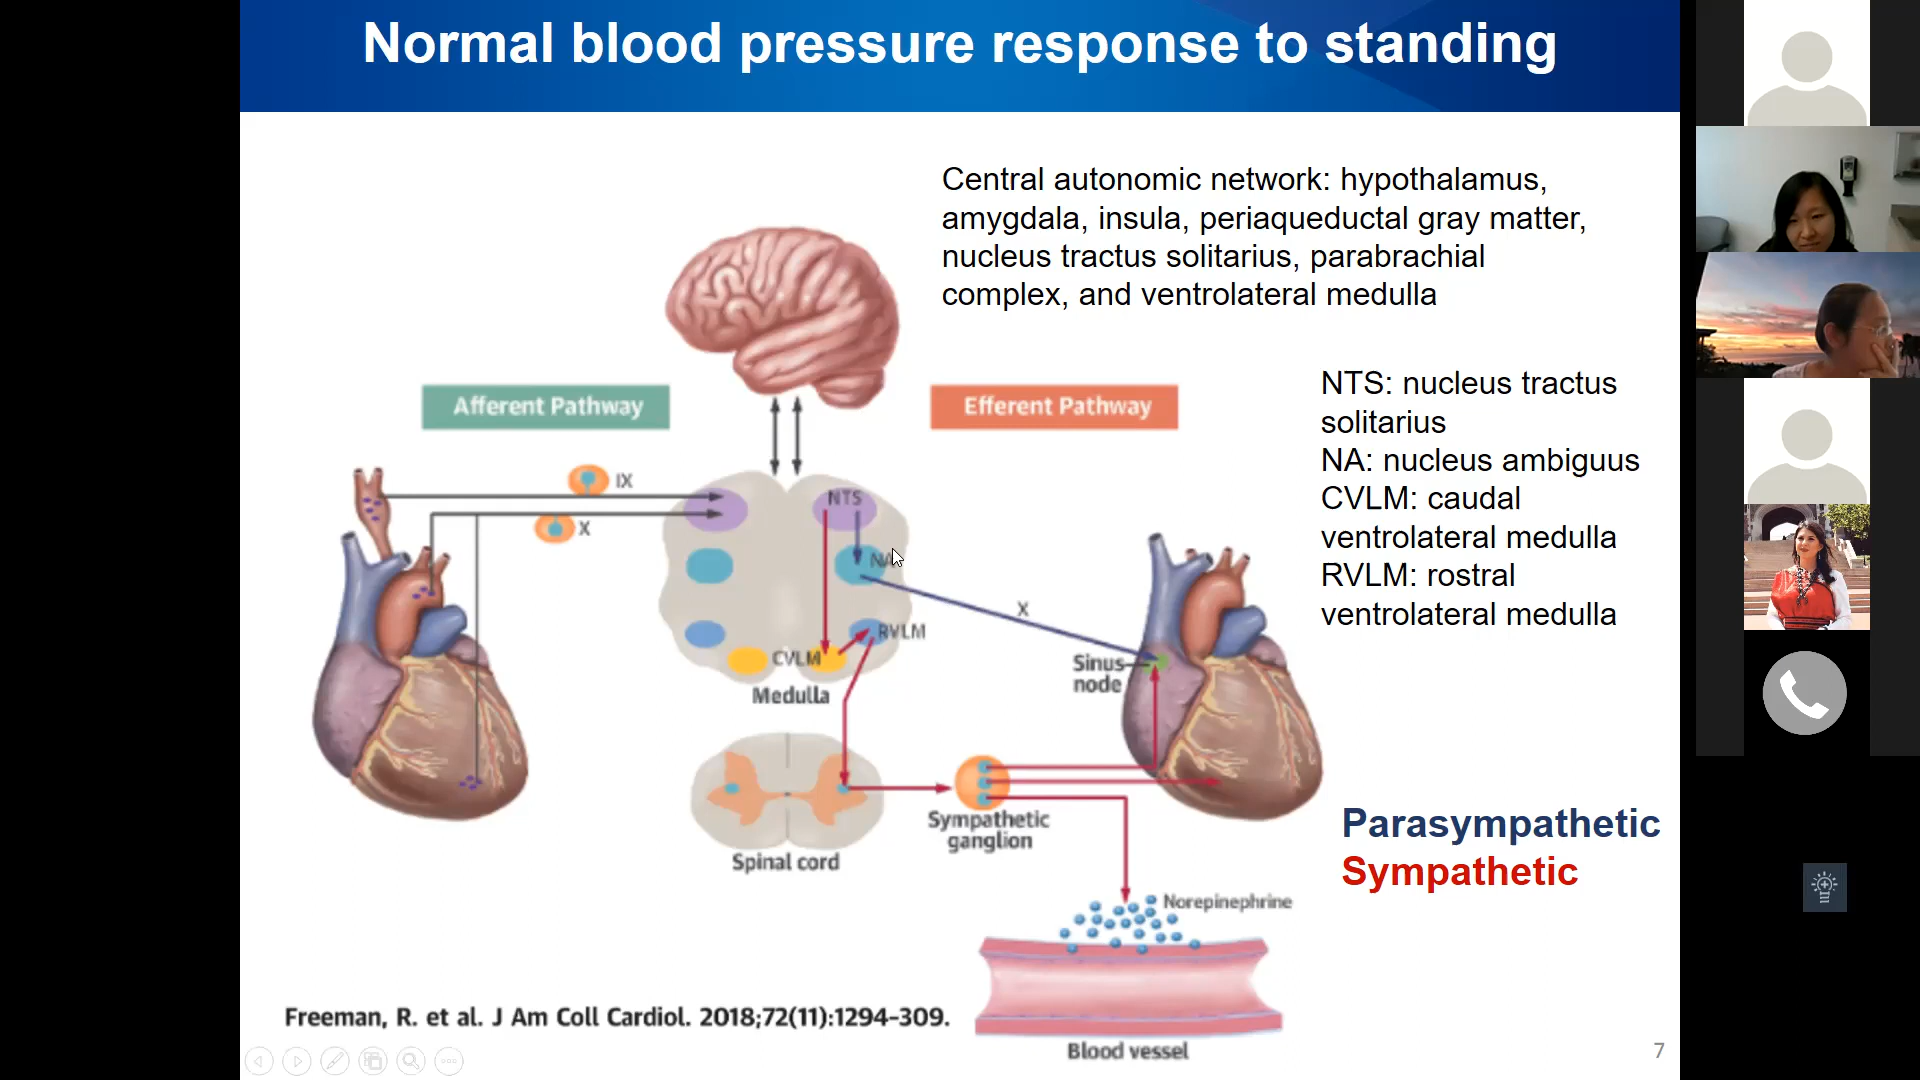 Normal blood pressure response to standing
Central autonomic network: hypothalamus,
amygdala, insula, periaqueductal gray matter,
nucleus tractus solitarius, parabrachial
complex, and ventrolateral medulla
Afferent Pathway
Efferent Pathway
NTS: nucleus tractus
solitarius
NA: nucleus ambiguus
CVLM: caudal
ventrolateral medulla
RVLM: rostral
ventrolateral medulla
IX
X
NTS
NA
X
RVLM
CVLM
Medulla
Sinus
node
Sympathetic
ganglion
Spinal cord
Parasympathetic
Sympathetic
Norepinephrine
Freeman, R. et al. J Am Coll Cardiol. 2018;72(11):1294-309.
Blood vessel
7